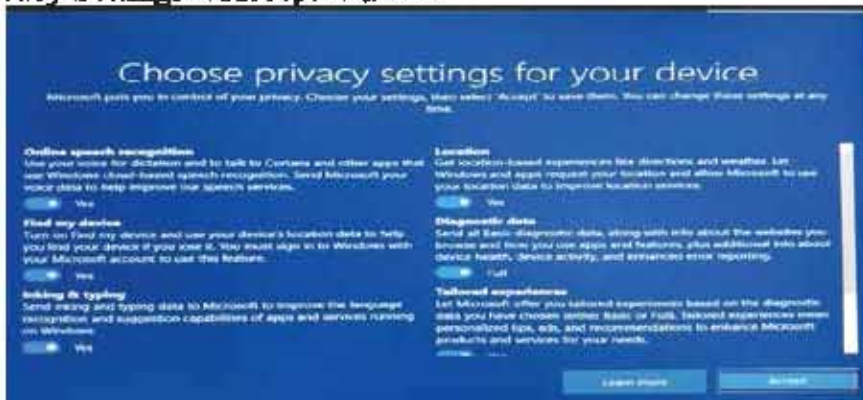 Choose privacy settings for your device
Microsoft puts you in control of your privacy. Choose your settings, then select 'Accept' to save them. You can change these settings at any
time.
Online speech recognition
Use your voice for dictation and to talk to Cortana and other apps that
use Windows cloud-based speech recognition. Send Microsoft your
voice data to help improve our speech services.
Yes
Find my device
Turn on Find my device and use your device's location data to help
you find your device if you lose it. You must sign in to Windows with
your Microsoft account to use this feature.
Yes
Inking & typing
Send inking and typing data to Microsoft to improve the language
recognition and suggestion capabilities of apps and services running
on Windows.
Yes
Location
Get location-based experiences like directions and weather. Let
Windows and apps request your location and allow Microsoft to use
your location data to improve location services.
Yes
Diagnostic data
Send all Basic diagnostic data, along with info about the websites you
browse and how you use apps and features, plus additional info about
device health, device activity, and enhanced error reporting.
Full
Tailored experiences
Let Microsoft offer you tailored experiences based on the diagnostic
data you have chosen (either Basic or Full). Tailored experiences mean
personalized tips, ads, and recommendations to enhance Microsoft
products and services for your needs.
Learn more
Accept